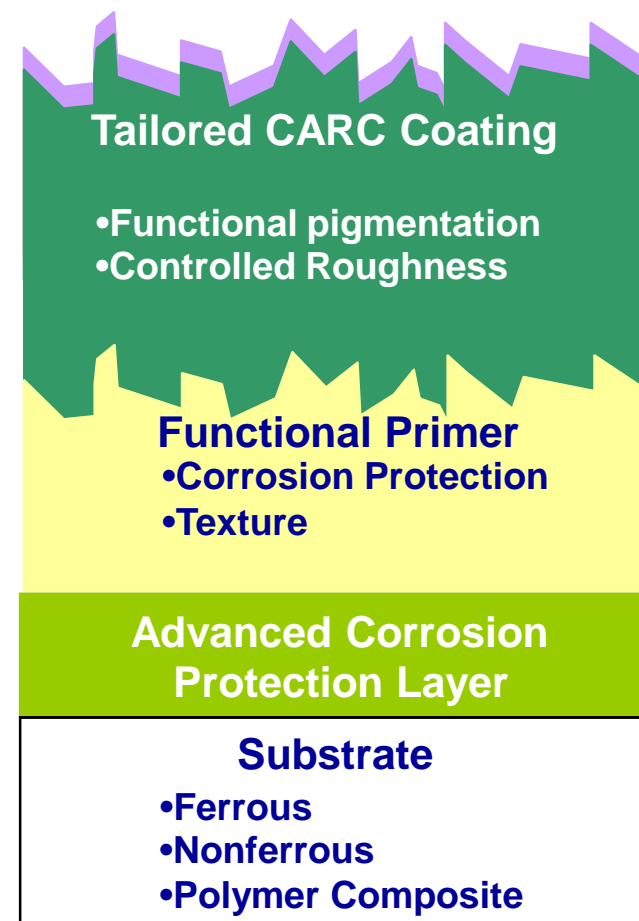 Tailored CARC Coating
•Functional pigmentation
•Controlled Roughness
Functional Primer
•Corrosion Protection
•Texture
Advanced Corrosion
Protection Layer
Substrate
•Ferrous
•Nonferrous
•Polymer Composite